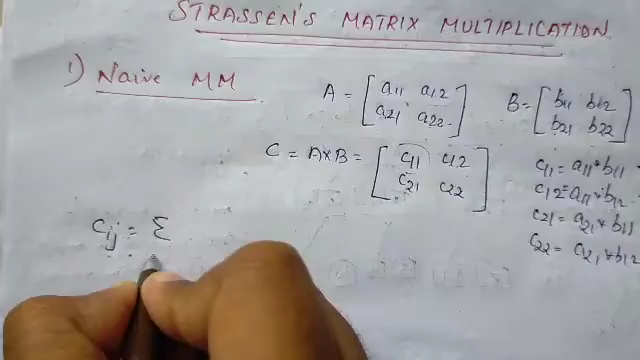 STRASSEN'S MATRIX MULTIPLICATION
1) Naive MM
A = [a11 a12
a21 a22]
B = [b11 b12
b21 b22]
C = A×B = [c11 c12
c21 c22]
c11 = a11*b11
c12 = a11*b12
c21 = a21*b11
c22 = a21*b12
cij = Σ